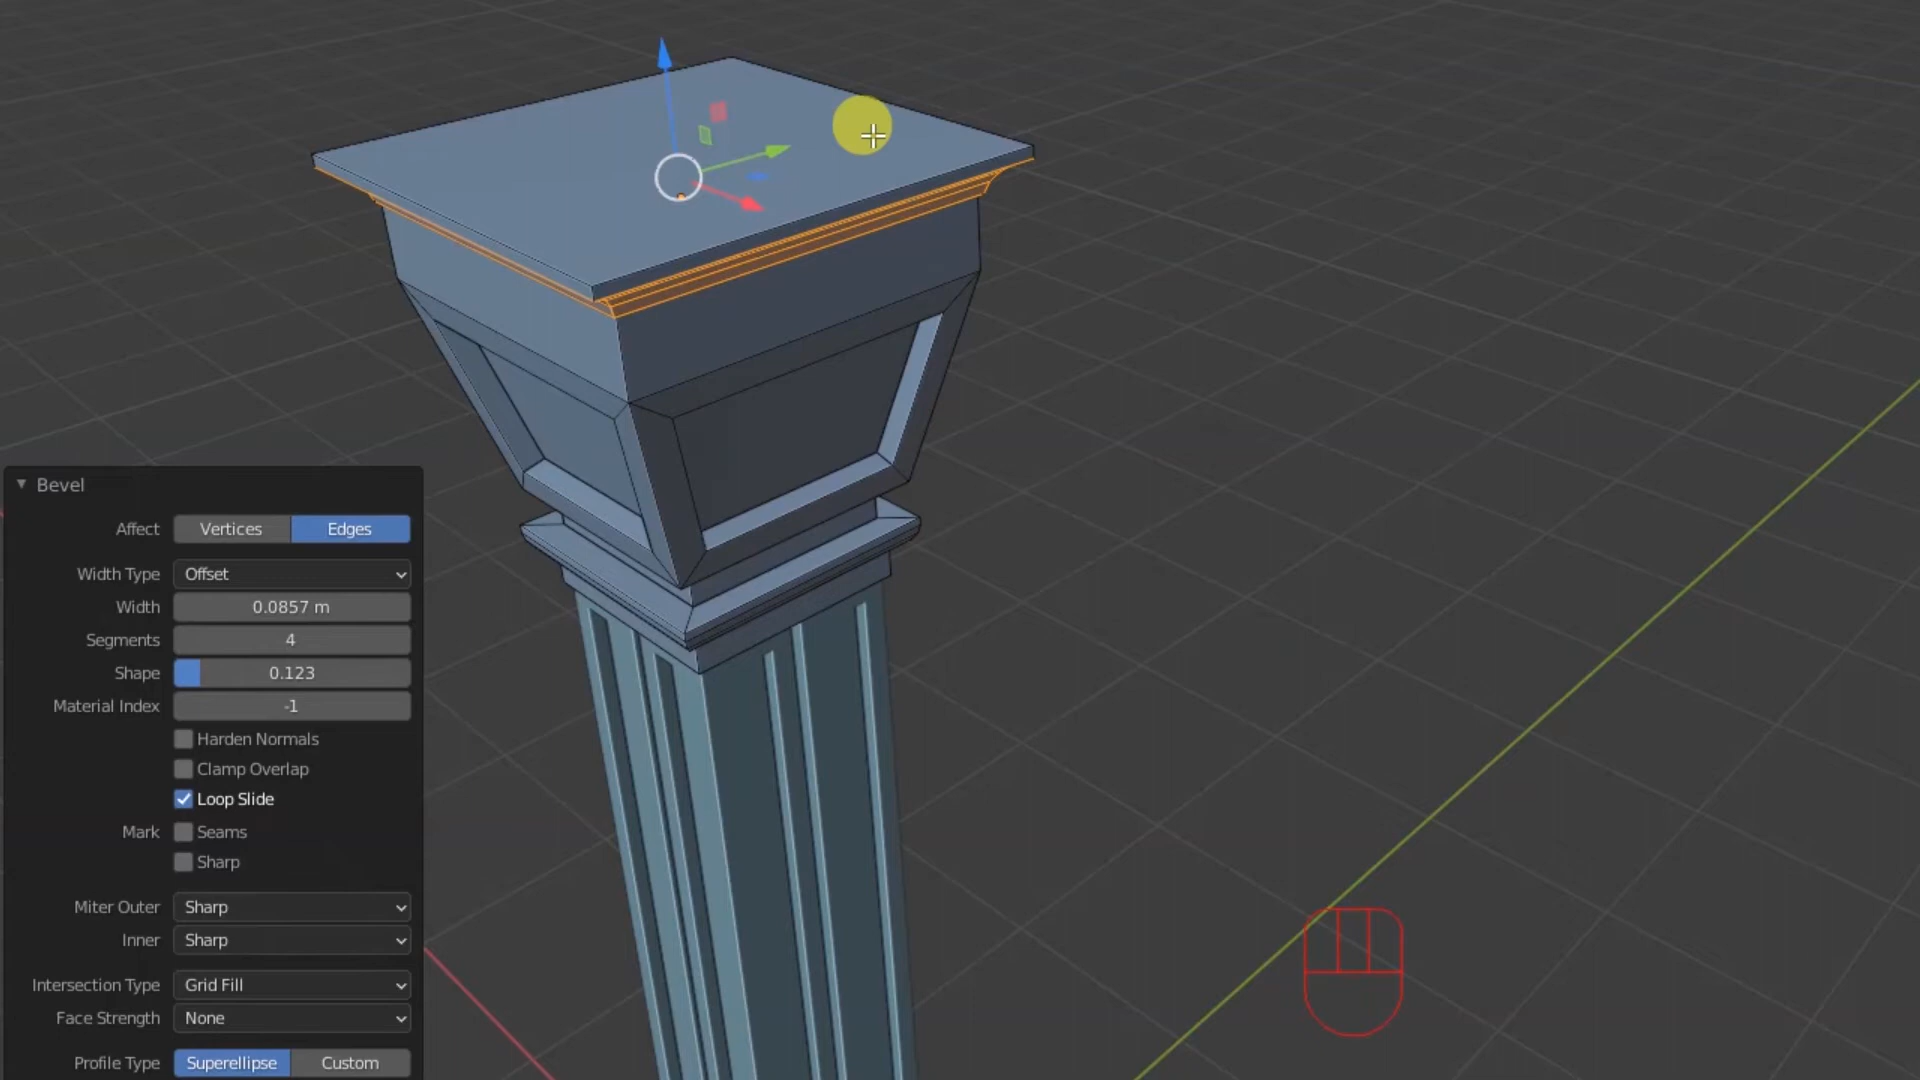 Bevel
Affect Vertices Edges
Width Type Offset
Width 0.0857 m
Segments 4
Shape 0.123
Material Index -1
Harden Normals
Clamp Overlap
Loop Slide
Mark Seams
Sharp
Miter Outer Sharp
Inner Sharp
Intersection Type Grid Fill
Face Strength None
Profile Type Superellipse Custom